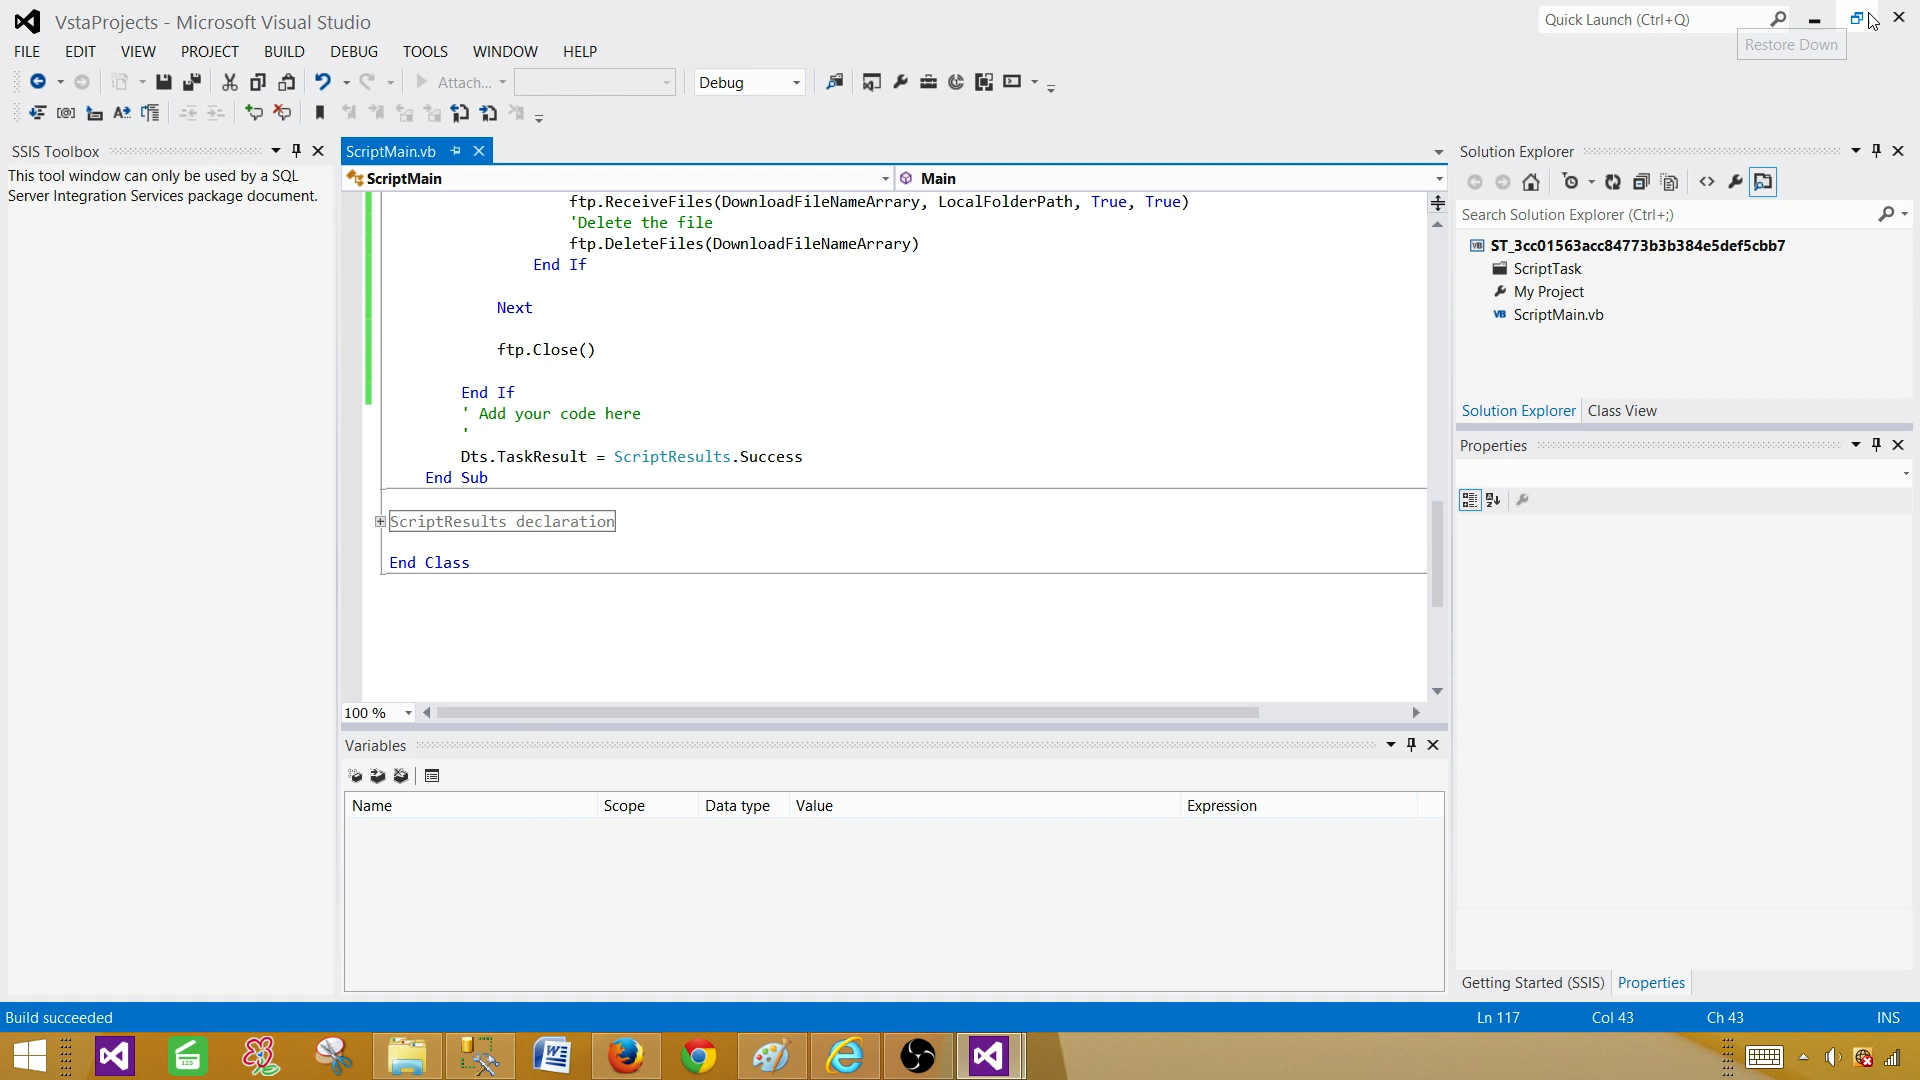 VstaProjects - Microsoft Visual Studio
Quick Launch (Ctrl+Q)
Restore Down
FILE EDIT VIEW PROJECT BUILD DEBUG TOOLS WINDOW HELP
Attach... Debug
SSIS Toolbox
This tool window can only be used by a SQL
Server Integration Services package document.
ScriptMain.vb
ScriptMain Main
ftp.ReceiveFiles(DownloadFileNameArrary, LocalFolderPath, True, True)
'Delete the file
ftp.DeleteFiles(DownloadFileNameArrary)
End If
Next
ftp.Close()
End If
' Add your code here
'
Dts.TaskResult = ScriptResults.Success
End Sub
ScriptResults declaration
End Class
100 %
Variables
Name Scope Data type Value Expression
Solution Explorer
Search Solution Explorer (Ctrl+;)
ST_3cc01563acc84773b3b384e5def5cbb7
ScriptTask
My Project
VB ScriptMain.vb
Solution Explorer Class View
Properties
Getting Started (SSIS) Properties
Build succeeded Ln 117 Col 43 Ch 43 INS